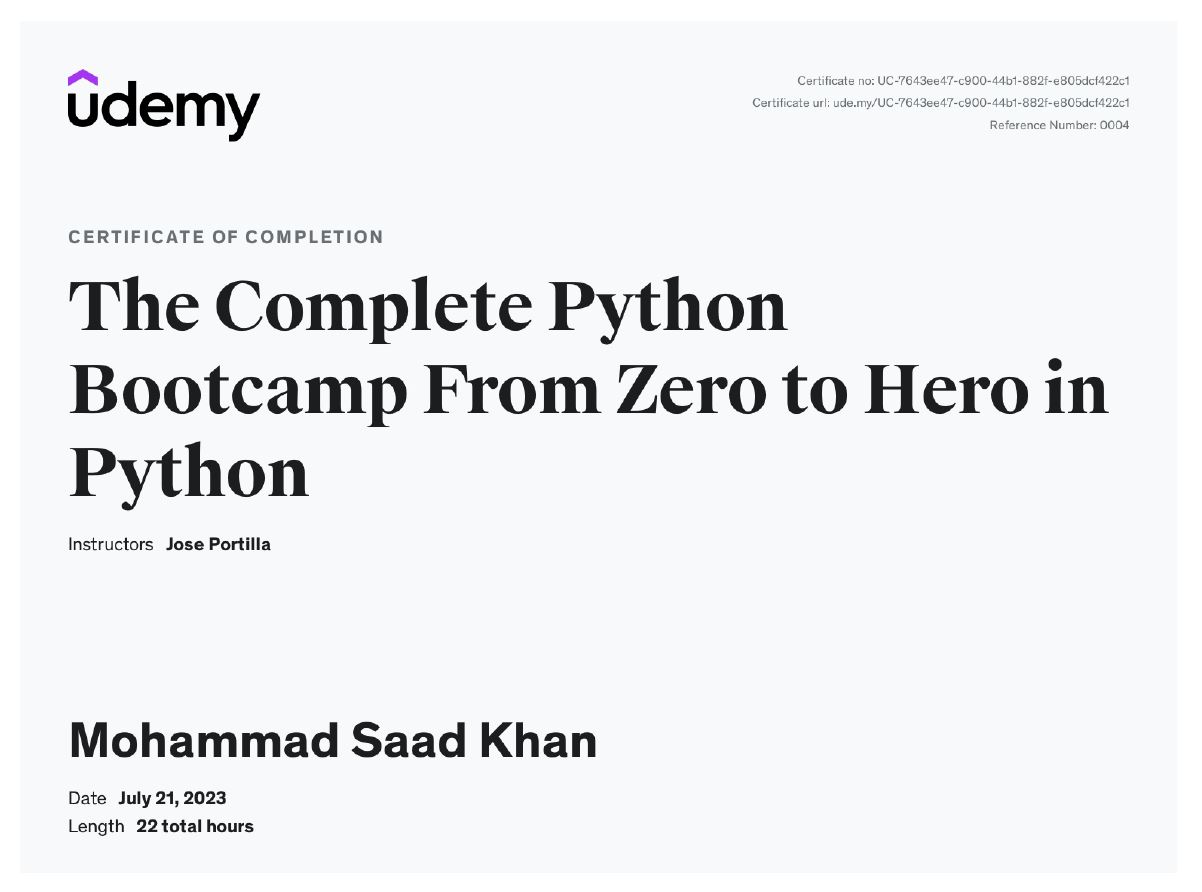 udemy
Certificate no: UC-7643ee47-c900-44b1-882f-e805dcf422c1
Certificate url: ude.my/UC-7643ee47-c900-44b1-882f-e805dcf422c1
Reference Number: 0004
CERTIFICATE OF COMPLETION
The Complete Python
Bootcamp From Zero to Hero in
Python
Instructors Jose Portilla
Mohammad Saad Khan
Date July 21, 2023
Length 22 total hours